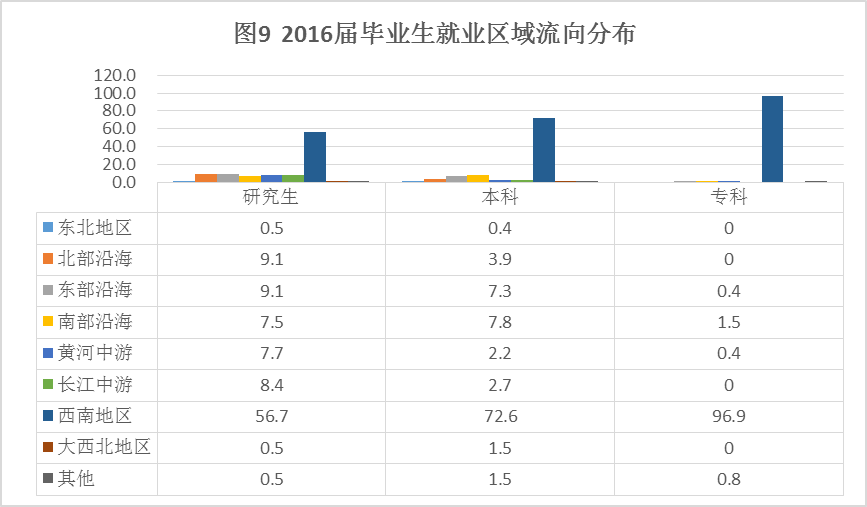 图9 2016届毕业生就业区域流向分布
120.0
100.0
80.0
60.0
40.0
20.0
0.0
研究生 本科 专科
东北地区 0.5 0.4 0
北部沿海 9.1 3.9 0
东部沿海 9.1 7.3 0.4
南部沿海 7.5 7.8 1.5
黄河中游 7.7 2.2 0.4
长江中游 8.4 2.7 0
西南地区 56.7 72.6 96.9
大西北地区 0.5 1.5 0
其他 0.5 1.5 0.8